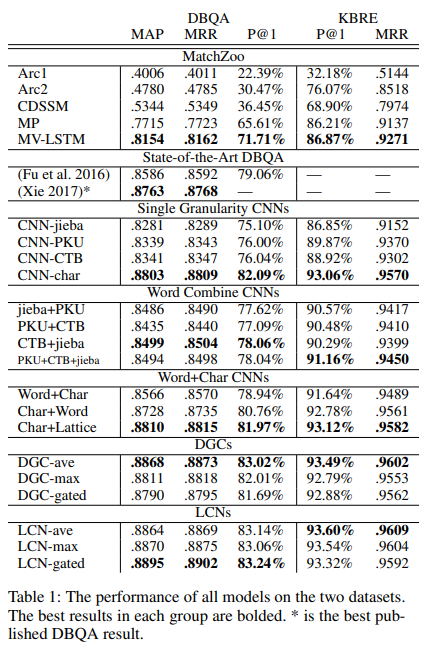 DBQA KBRE
MAP MRR P@1 P@1 MRR
MatchZoo
Arc1 .4006 .4011 22.39% 32.18% .5144
Arc2 .4780 .4785 30.47% 76.07% .8518
CDSSM .5344 .5349 36.45% 68.90% .7974
MP .7715 .7723 65.61% 86.21% .9137
MV-LSTM .8154 .8162 71.71% 86.87% .9271
State-of-the-Art DBQA
(Fu et al. 2016) .8586 .8592 79.06% — —
(Xie 2017)* .8763 .8768 — — —
Single Granularity CNNs
CNN-jieba .8281 .8289 75.10% 86.85% .9152
CNN-PKU .8339 .8343 76.00% 89.87% .9370
CNN-CTB .8341 .8347 76.04% 88.92% .9302
CNN-char .8803 .8809 82.09% 93.06% .9570
Word Combine CNNs
jieba+PKU .8486 .8490 77.62% 90.57% .9417
PKU+CTB .8435 .8440 77.09% 90.48% .9410
CTB+jieba .8499 .8504 78.06% 90.29% .9399
PKU+CTB+jieba .8494 .8498 78.04% 91.16% .9450
Word+Char CNNs
Word+Char .8566 .8570 78.94% 91.64% .9489
Char+Word .8728 .8735 80.76% 92.78% .9561
Char+Lattice .8810 .8815 81.97% 93.12% .9582
DGCs
DGC-ave .8868 .8873 83.02% 93.49% .9602
DGC-max .8811 .8818 82.01% 92.79% .9553
DGC-gated .8790 .8795 81.69% 92.88% .9562
LCNs
LCN-ave .8864 .8869 83.14% 93.60% .9609
LCN-max .8870 .8875 83.06% 93.54% .9604
LCN-gated .8895 .8902 83.24% 93.32% .9592
Table 1: The performance of all models on the two datasets.
The best results in each group are bolded. * is the best pub-
lished DBQA result.